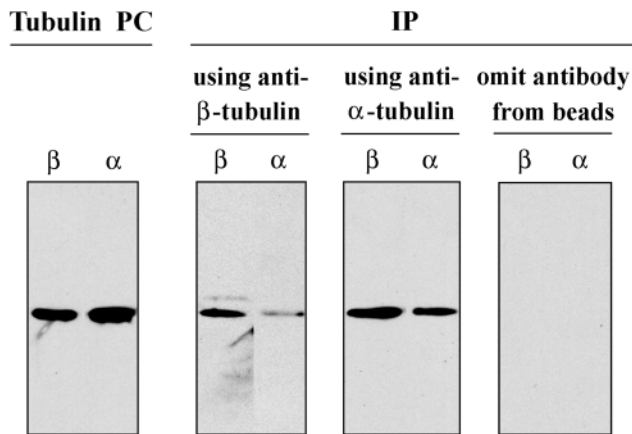 Tubulin PC
IP
using anti-
β-tubulin
using anti-
α-tubulin
omit antibody
from beads
β α
β α
β α
β α